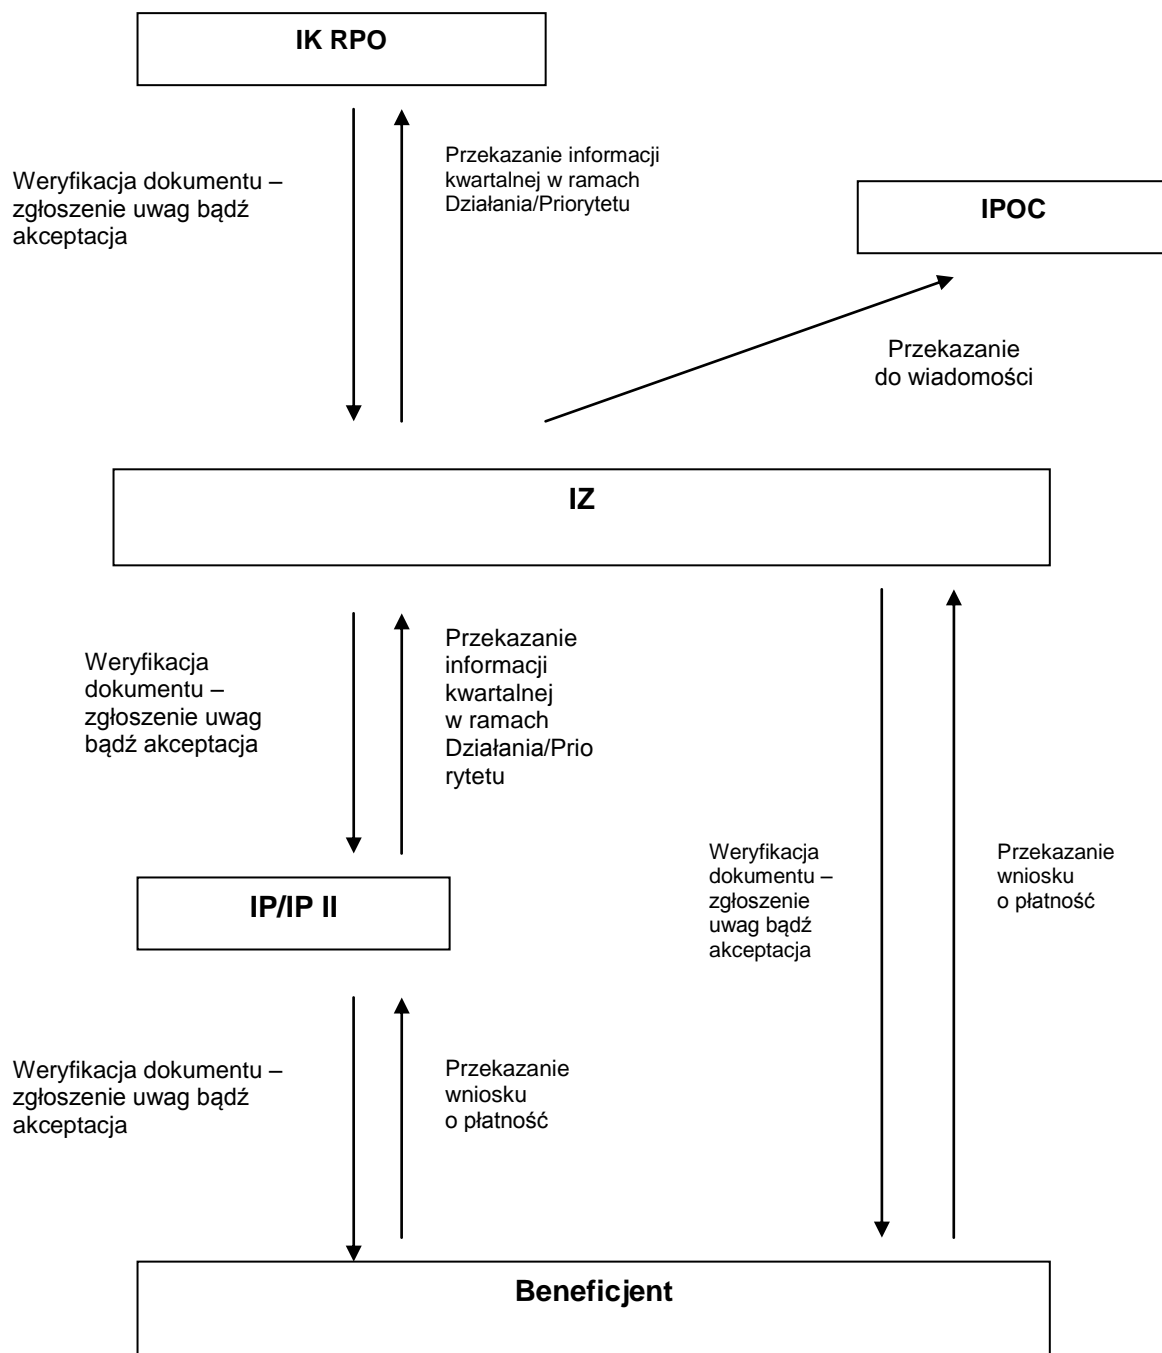 IK RPO
Weryfikacja dokumentu –
zgłoszenie uwag bądź
akceptacja
Przekazanie informacji
kwartalnej w ramach
Działania/Priorytetu
IPOC
Przekazanie
do wiadomości
IZ
Weryfikacja
dokumentu –
zgłoszenie uwag
bądź akceptacja
Przekazanie
informacji
kwartalnej
w ramach
Działania/Prio
rytetu
Weryfikacja
dokumentu –
zgłoszenie
uwag bądź
akceptacja
Przekazanie
wniosku
o płatność
IP/IP II
Weryfikacja dokumentu –
zgłoszenie uwag bądź
akceptacja
Przekazanie
wniosku
o płatność
Beneficjent